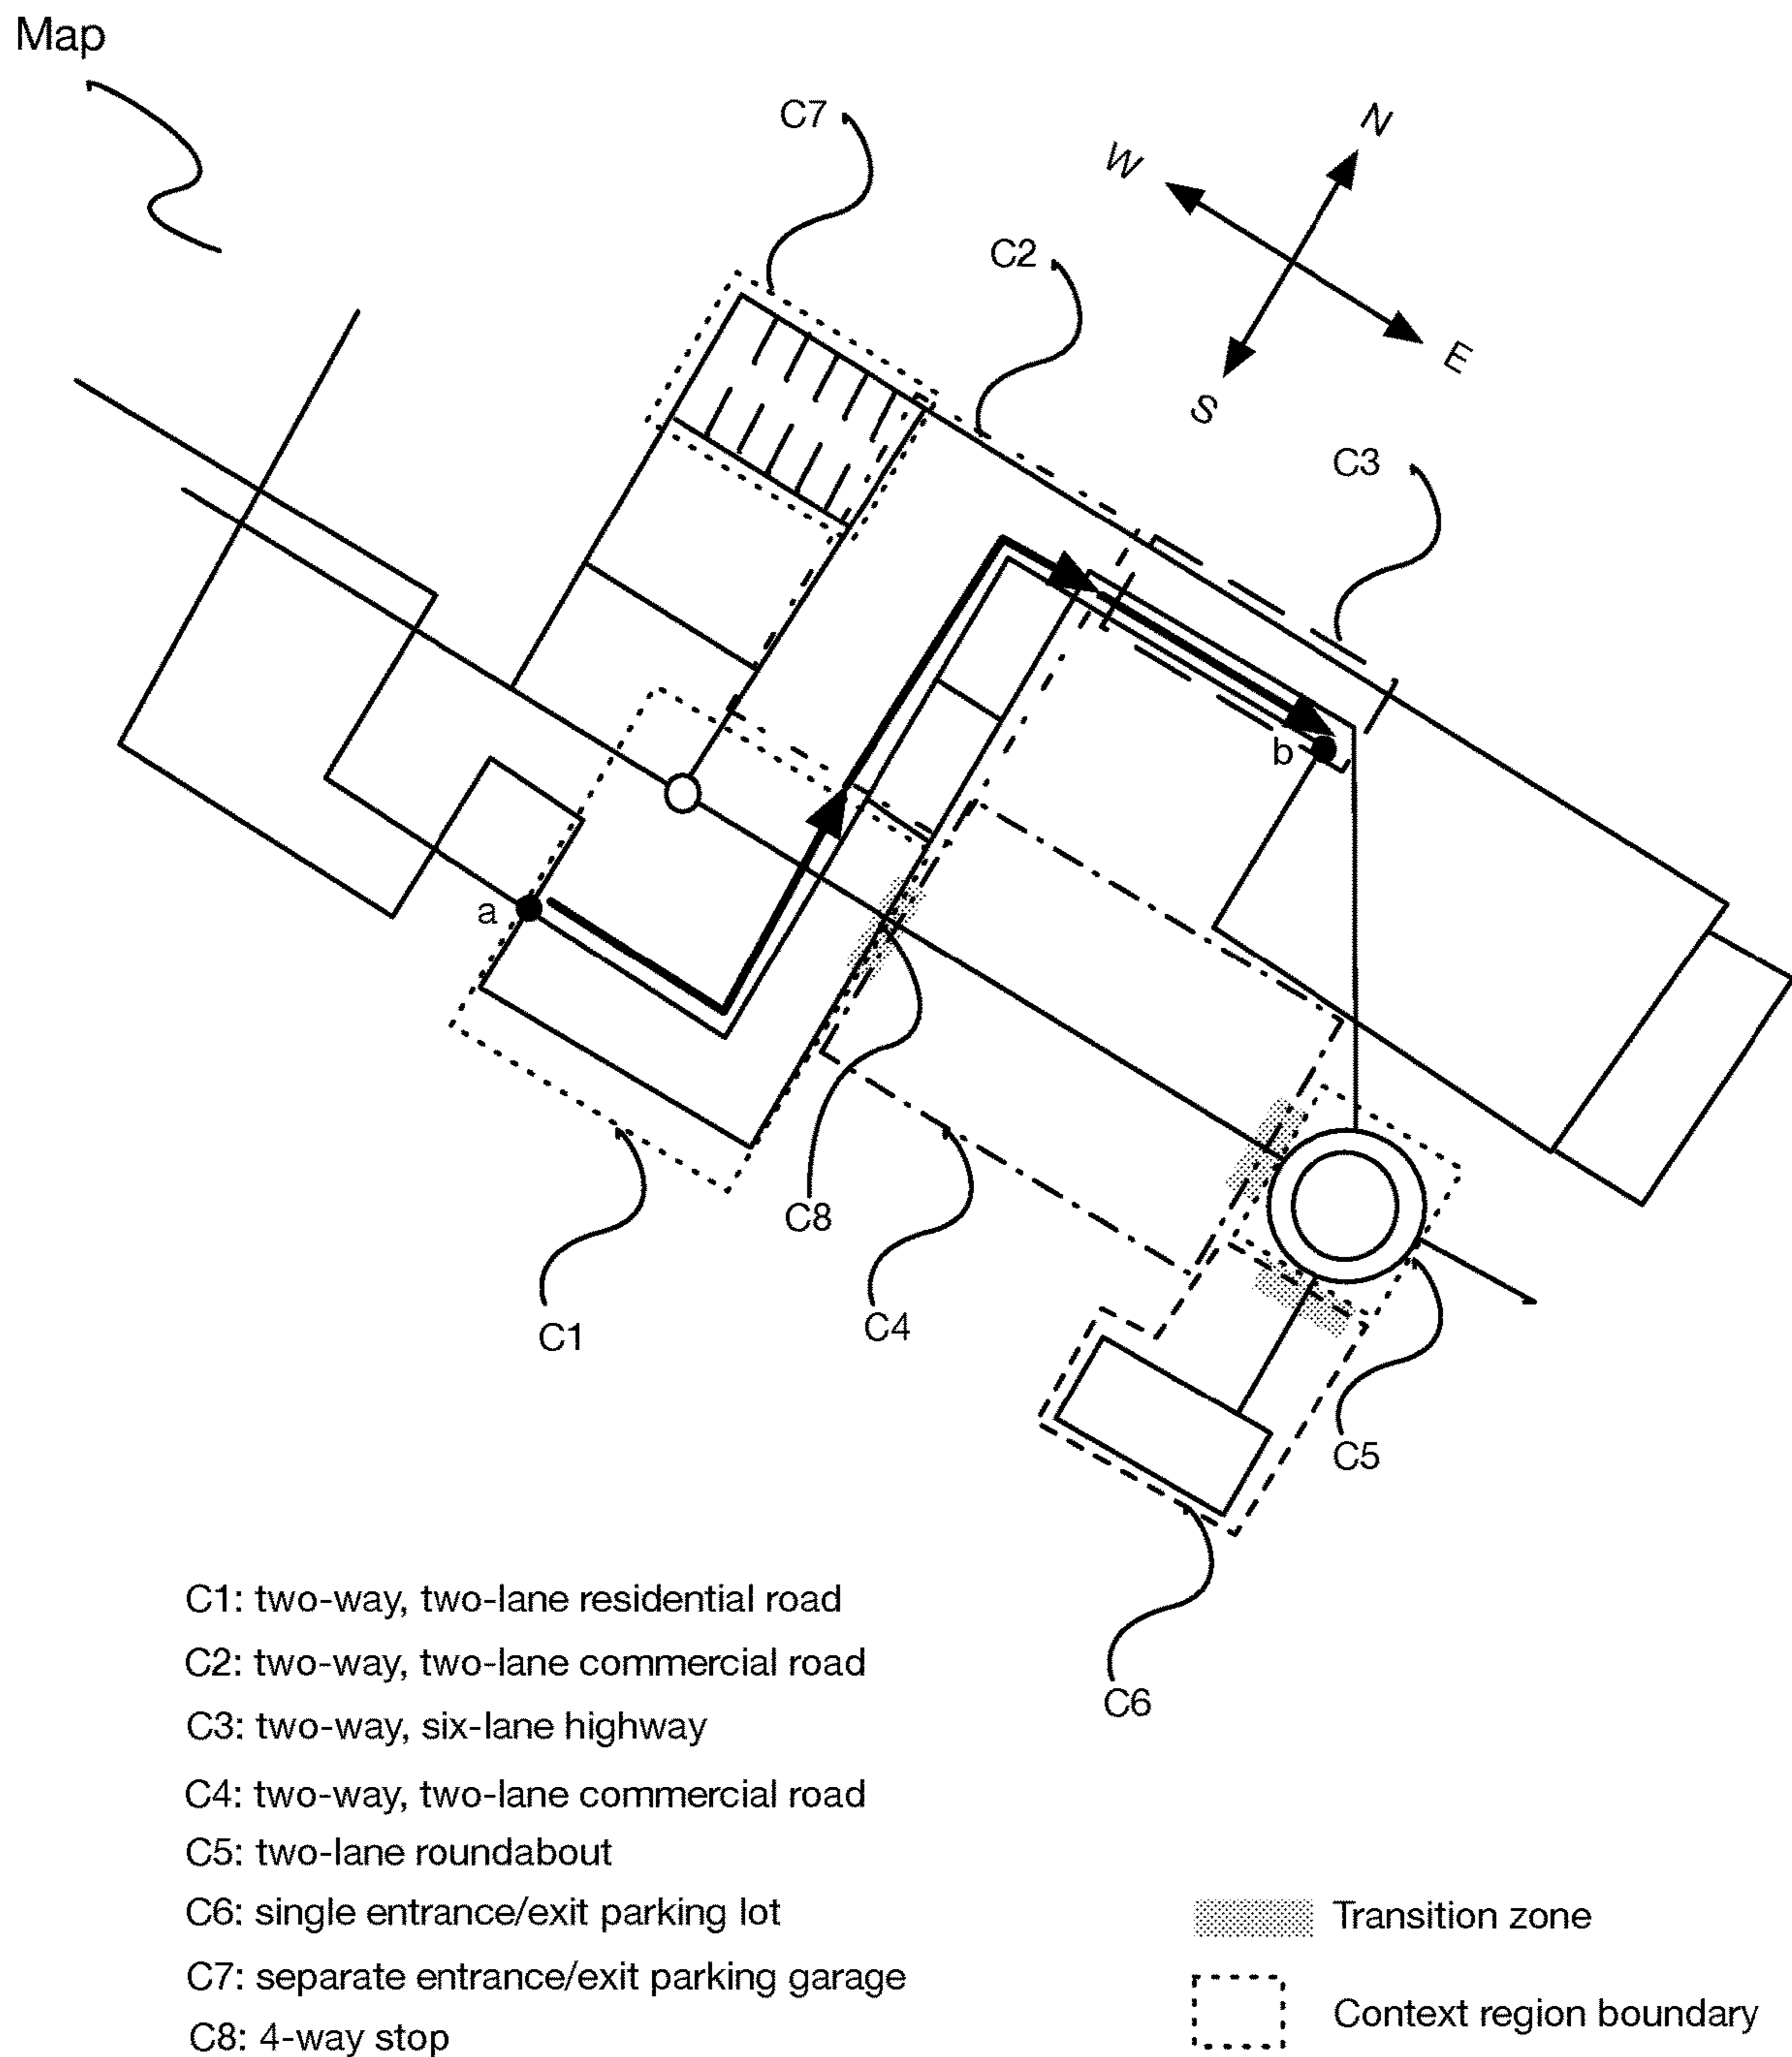 Map
C7
N
W
C2
E
S
C3
b
a
C8
C1
C4
C5
C6
C1: two-way, two-lane residential road
C2: two-way, two-lane commercial road
C3: two-way, six-lane highway
C4: two-way, two-lane commercial road
C5: two-lane roundabout
C6: single entrance/exit parking lot
C7: separate entrance/exit parking garage
C8: 4-way stop
Transition zone
Context region boundary